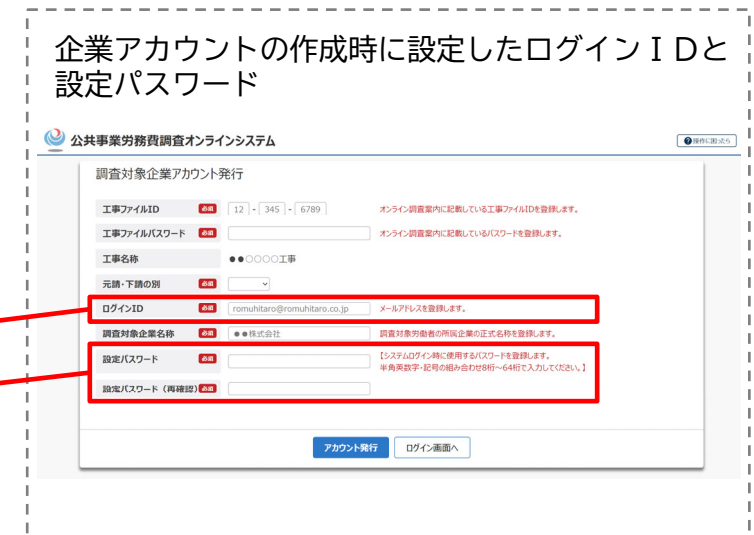 企業アカウントの作成時に設定したログインＩＤと
設定パスワード
公共事業労務費調査オンラインシステム
?操作に困ったら
調査対象企業アカウント発行
工事ファイルID 必須 12 - 345 - 6789 オンライン調査案内に記載している工事ファイルIDを登録します。
工事ファイルパスワード 必須 オンライン調査案内に記載しているパスワードを登録します。
工事名称 ●●○○○○工事
元請・下請の別 必須
ログインID 必須 romuhitaro@romuhitaro.co.jp メールアドレスを登録します。
調査対象企業名称 必須 ●●株式会社 調査対象労働者の所属企業の正式名称を登録します。
設定パスワード 必須 【システムログイン時に使用するパスワードを登録します。
半角英数字・記号の組み合わせ8桁～64桁で入力してください。】
設定パスワード（再確認） 必須
アカウント発行 ログイン画面へ